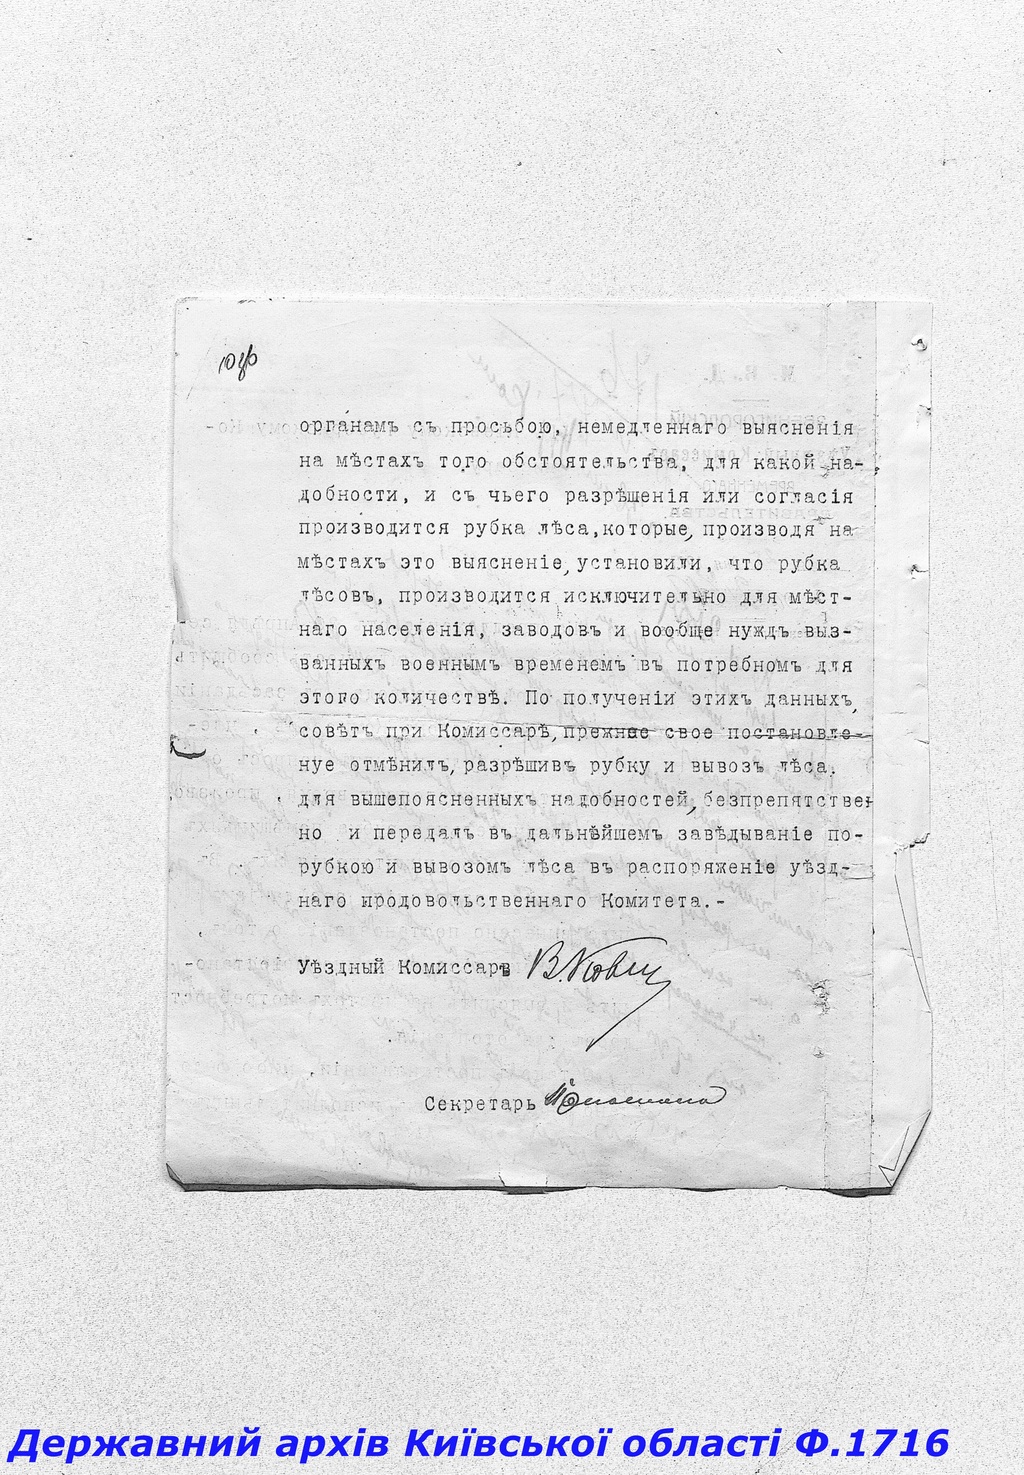 органамъ съ просьбою, немедленнаго выясненія
на мѣстахъ того обстоятельства, для какой на-
добности, и съ чьего разрѣшенія или согласія
производится рубка лѣса, которые, производя на
мѣстахъ это выясненіе, установили, что рубка
лѣсовъ, производится исключительно для мѣст-
наго населенія, заводовъ и вообще нуждъ выз-
ванныхъ военнымъ временемъ въ потребномъ для
этого количествѣ. По полученіи этихъ данныхъ,
совѣтъ при Комиссарѣ, прежнее свое постановле-
нуе отмѣнилъ, разрѣшивъ рубку и вывозъ лѣса,
для вышепоясненныхъ надобностей, безпрепятствен
но и передалъ въ дальнѣйшемъ завѣдываніе по-
рубкою и вывозомъ лѣса въ распоряженіе уѣзд-
наго продовольственнаго Комитета.-
Уѣздный Комиссаръ
Секретарь
Державний архів Київської області Ф.1716